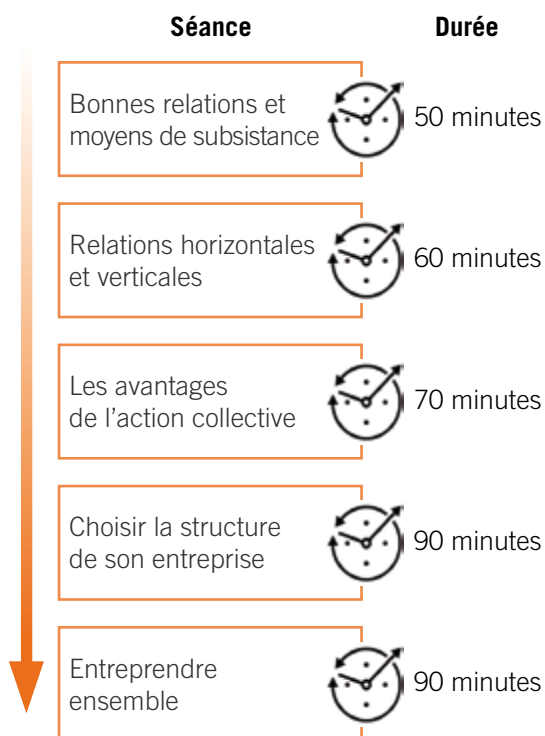 Séance Durée
Bonnes relations et
moyens de subsistance
50 minutes
Relations horizontales
et verticales
60 minutes
Les avantages
de l’action collective
70 minutes
Choisir la structure
de son entreprise
90 minutes
Entreprendre
ensemble
90 minutes